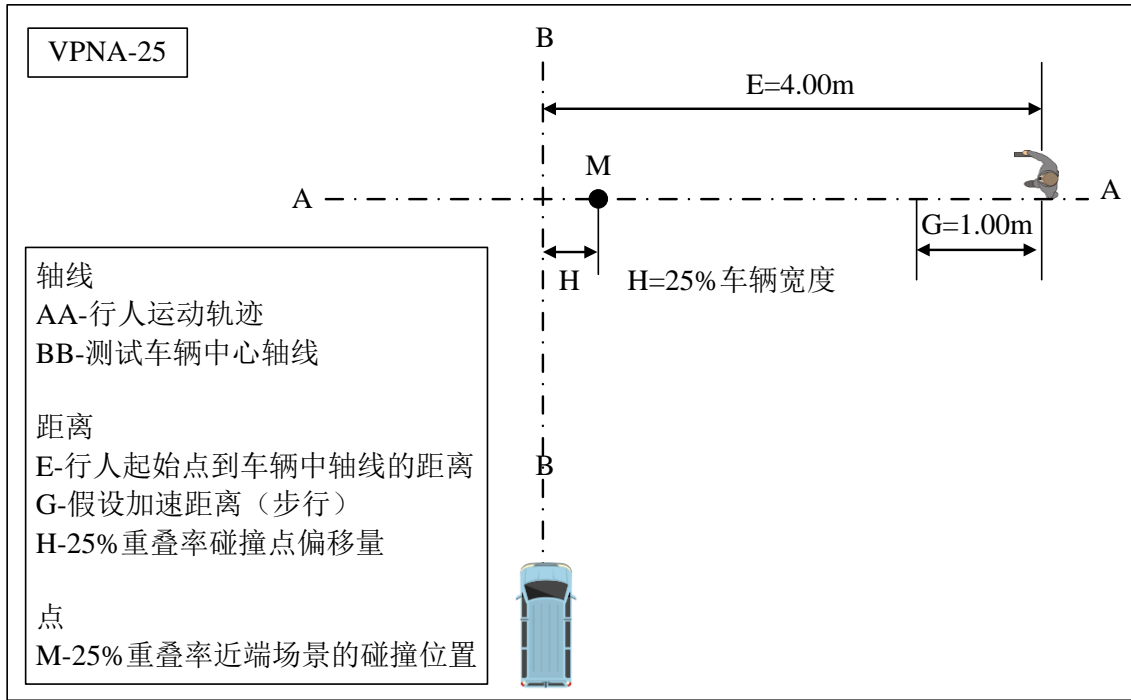 VPNA-25
B
E=4.00m
M
A
A
G=1.00m
H
H=25%车辆宽度
轴线
AA-行人运动轨迹
BB-测试车辆中心轴线
距离
E-行人起始点到车辆中轴线的距离
B
G-假设加速距离（步行）
H-25%重叠率碰撞点偏移量
点
M-25%重叠率近端场景的碰撞位置